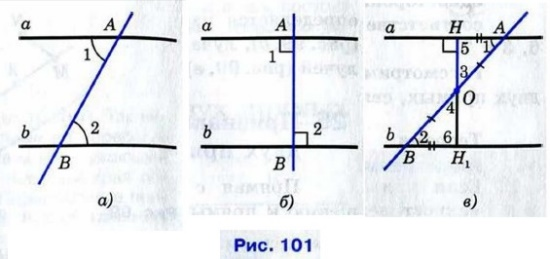 a A 1
b B 2
а)
a A 1
b B 2
б)
a H A 5 1 3
O 4
b B 2 6 H₁
в)
Рис. 101